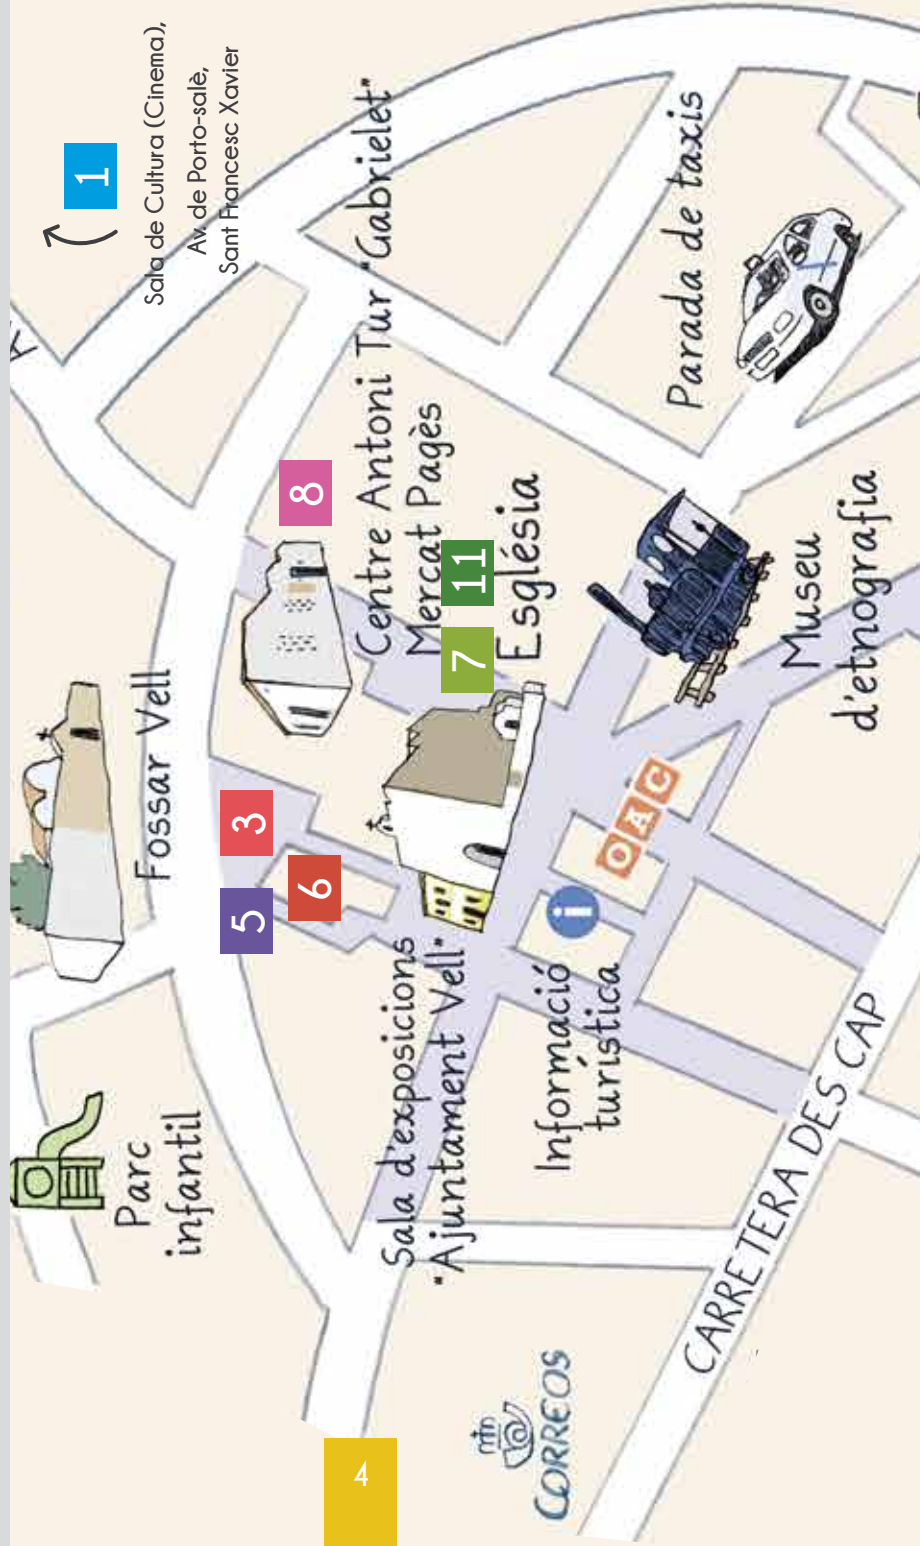 1
Sala de Cultura (Cinema),
Av. de Porto-salè,
Sant Francesc Xavier
A
Fossar Vell
Parc
infantil
3
5
6
8
Centre Antoni Tur "Gabrielet"
Mercat Pagès
7
11
Església
Sala d'exposicions
"Ajuntament Vell"
Informació
turística
i
OAC
Parada de taxis
Museu
d'etnografia
CARRETERA DES CAP
CORREOS
4